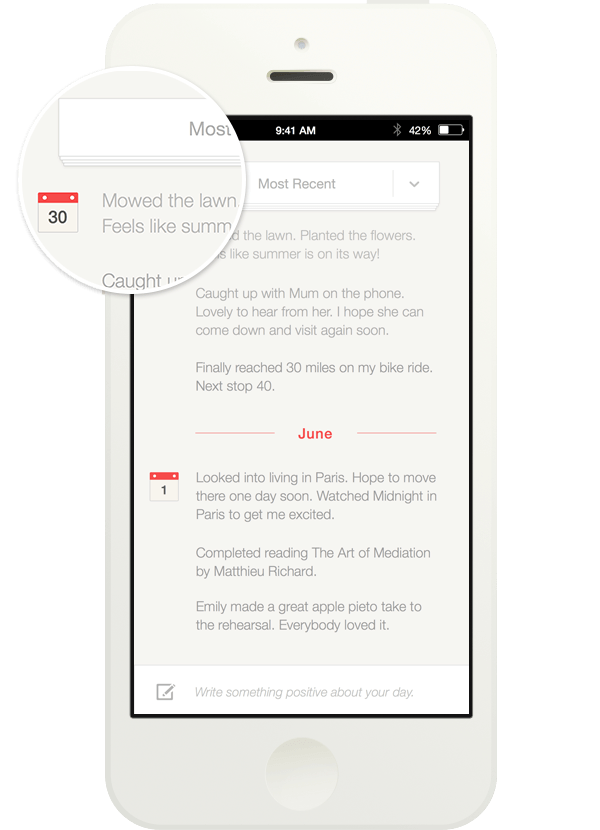 Most
30
Mowed the lawn.
Feels like summ
Caught up
9:41 AM 42%
Most Recent
the lawn. Planted the flowers.
like summer is on its way!
Caught up with Mum on the phone.
Lovely to hear from her. I hope she can
come down and visit again soon.
Finally reached 30 miles on my bike ride.
Next stop 40.
June
1
Looked into living in Paris. Hope to move
there one day soon. Watched Midnight in
Paris to get me excited.
Completed reading The Art of Mediation
by Matthieu Richard.
Emily made a great apple pieto take to
the rehearsal. Everybody loved it.
Write something positive about your day.